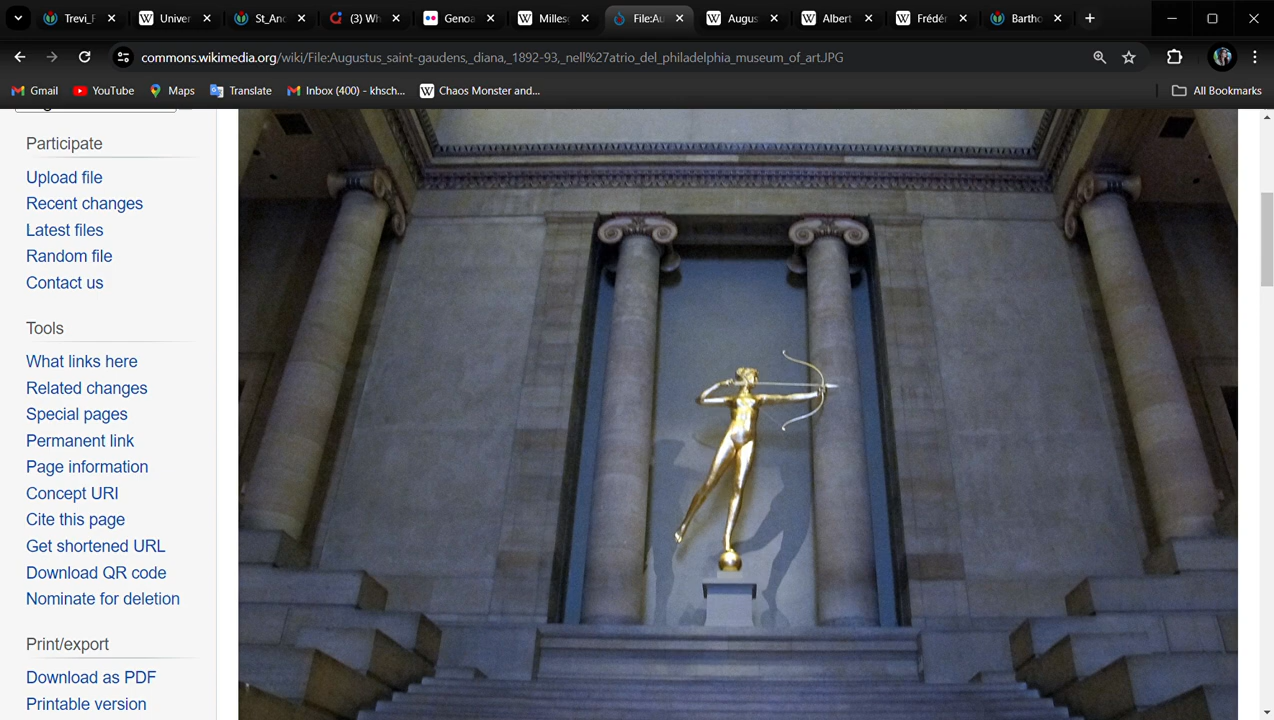 Trevi_F
Univer
St_And
(3) Wh
Genoa
Millesg
File:Au
Augus
Albert
Frédér
Bartho
commons.wikimedia.org/wiki/File:Augustus_saint-gaudens,_diana,_1892-93,_nell%27atrio_del_philadelphia_museum_of_art.JPG
Gmail
YouTube
Maps
Translate
Inbox (400) - khsch...
Chaos Monster and...
All Bookmarks
Participate
Upload file
Recent changes
Latest files
Random file
Contact us
Tools
What links here
Related changes
Special pages
Permanent link
Page information
Concept URI
Cite this page
Get shortened URL
Download QR code
Nominate for deletion
Print/export
Download as PDF
Printable version